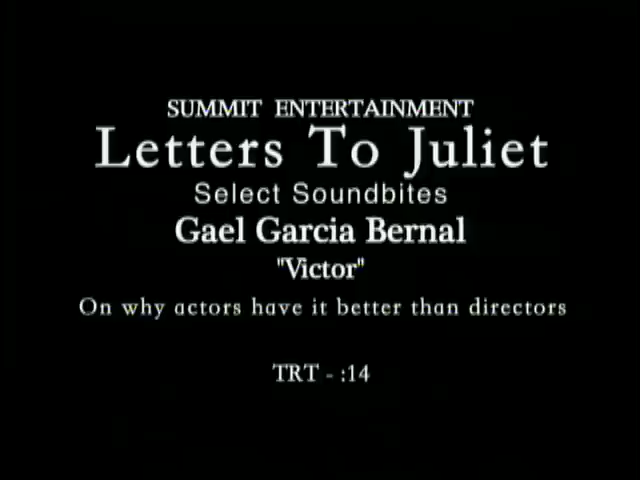 SUMMIT ENTERTAINMENT
Letters To Juliet
Select Soundbites
Gael Garcia Bernal
"Victor"
On why actors have it better than directors
TRT - :14